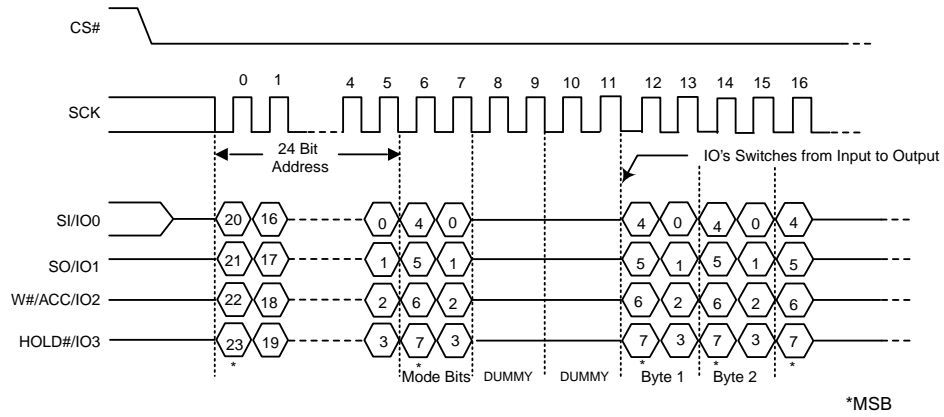 CS#
0 1 4 5 6 7 8 9 10 11 12 13 14 15 16
SCK
24 Bit
Address
IO's Switches from Input to Output
SI/IO0 20 16 0 4 0 4 0 4 0 4
SO/IO1 21 17 1 5 1 5 1 5 1 5
W#/ACC/IO2 22 18 2 6 2 6 2 6 2 6
HOLD#/IO3 23 19 3 7 3 7 3 7 3 7
* * * * *
Mode Bits DUMMY DUMMY Byte 1 Byte 2
*MSB